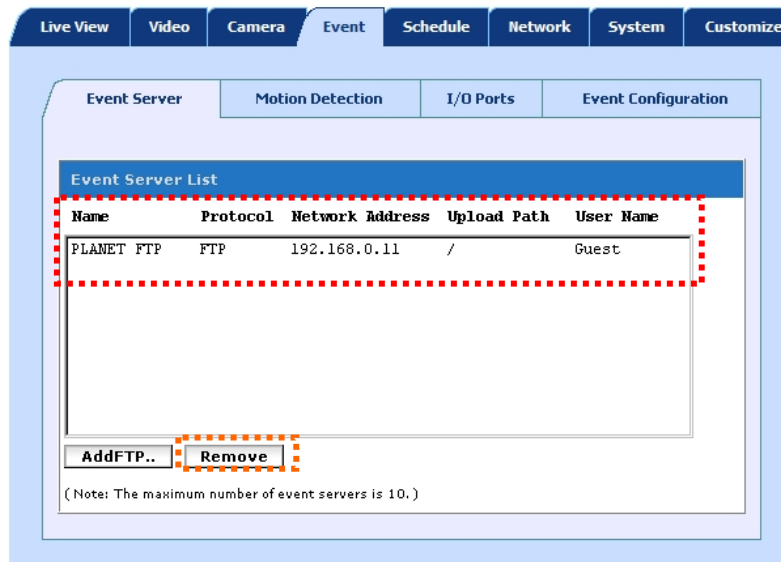 Live View Video Camera Event Schedule Network System Customize
Event Server Motion Detection I/O Ports Event Configuration
Event Server List
Name Protocol Network Address Upload Path User Name
PLANET FTP FTP 192.168.0.11 / Guest
AddFTP.. Remove
( Note: The maximum number of event servers is 10. )